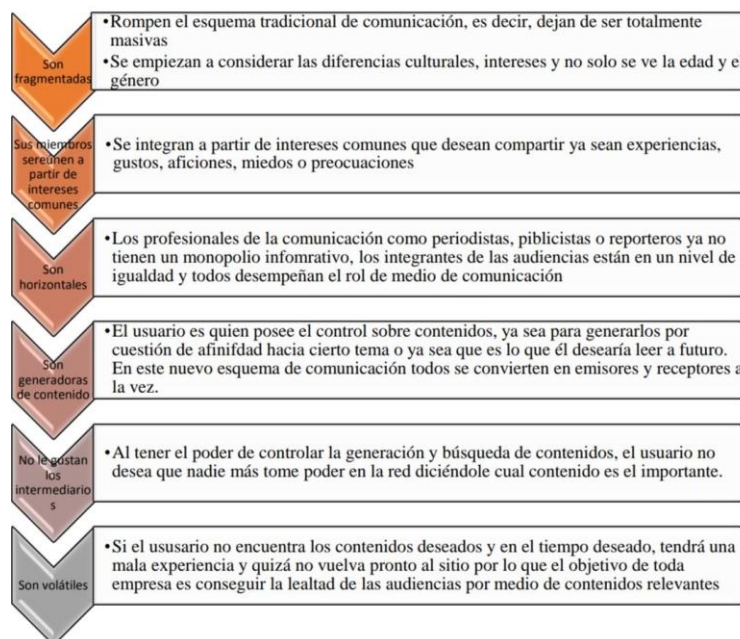 Son
fragmentadas
•Rompen el esquema tradicional de comunicación, es decir, dejan de ser totalmente
masivas
•Se empiezan a considerar las diferencias culturales, intereses y no solo se ve la edad y el
género
Sus miembros
sereúnen a
partir de
intereses
comunes
•Se integran a partir de intereses comunes que desean compartir ya sean experiencias,
gustos, aficiones, miedos o preocuaciones
Son
horizontales
•Los profesionales de la comunicación como periodistas, piblicistas o reporteros ya no
tienen un monopolio infomrativo, los integrantes de las audiencias están en un nivel de
igualdad y todos desempeñan el rol de medio de comunicación
Son
generadoras
de contenido
•El usuario es quien posee el control sobre contenidos, ya sea para generarlos por
cuestión de afinifdad hacia cierto tema o ya sea que es lo que él desearía leer a futuro.
En este nuevo esquema de comunicación todos se convierten en emisores y receptores a
la vez.
No le gustan
los
intermediario
s
•Al tener el poder de controlar la generación y búsqueda de contenidos, el usuario no
desea que nadie más tome poder en la red diciéndole cual contenido es el importante.
Son volátiles
•Si el ususario no encuentra los contenidos deseados y en el tiempo deseado, tendrá una
mala experiencia y quizá no vuelva pronto al sitio por lo que el objetivo de toda
empresa es conseguir la lealtad de las audiencias por medio de contenidos relevantes